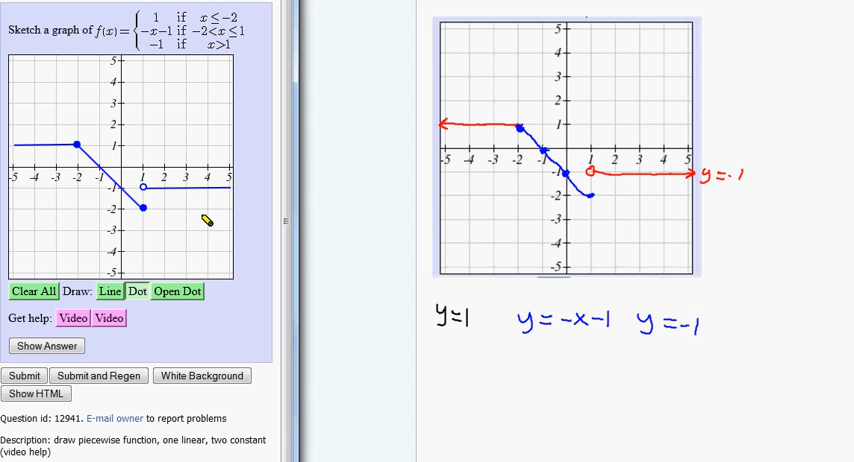 Sketch a graph of f(x) = { 1 if x ≤ −2
−x−1 if −2<x ≤ 1
−1 if x>1
5
4
3
2
1
-5 -4 -3 -2 -1 1 2 3 4 5
-1
-2
-3
-4
-5
Clear All Draw: Line Dot Open Dot
Get help: Video Video
Show Answer
Submit Submit and Regen White Background
Show HTML
Question id: 12941. E-mail owner to report problems
Description: draw piecewise function, one linear, two constant
(video help)
5
4
3
2
1
-5 -4 -3 -2 -1 1 2 3 4 5
-1
y=-1
-2
-3
-4
-5
y=1 y=-x-1 y=-1